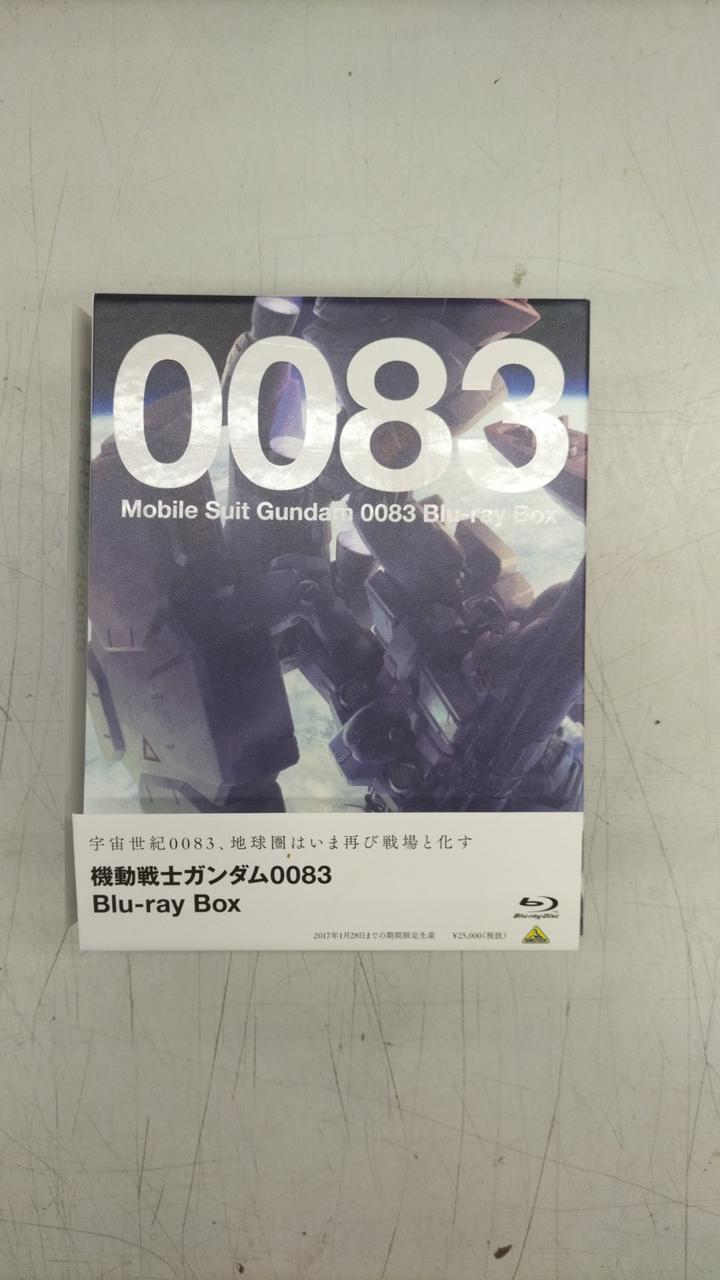 0083
Mobile Suit Gundam 0083 Blu-ray Box
宇宙世紀0083、地球圏はいま再び戦場と化す
機動戦士ガンダム0083
Blu-ray Box
Blu-ray Disc
2017年1月28日までの期間限定生産 ¥25,000(税抜)